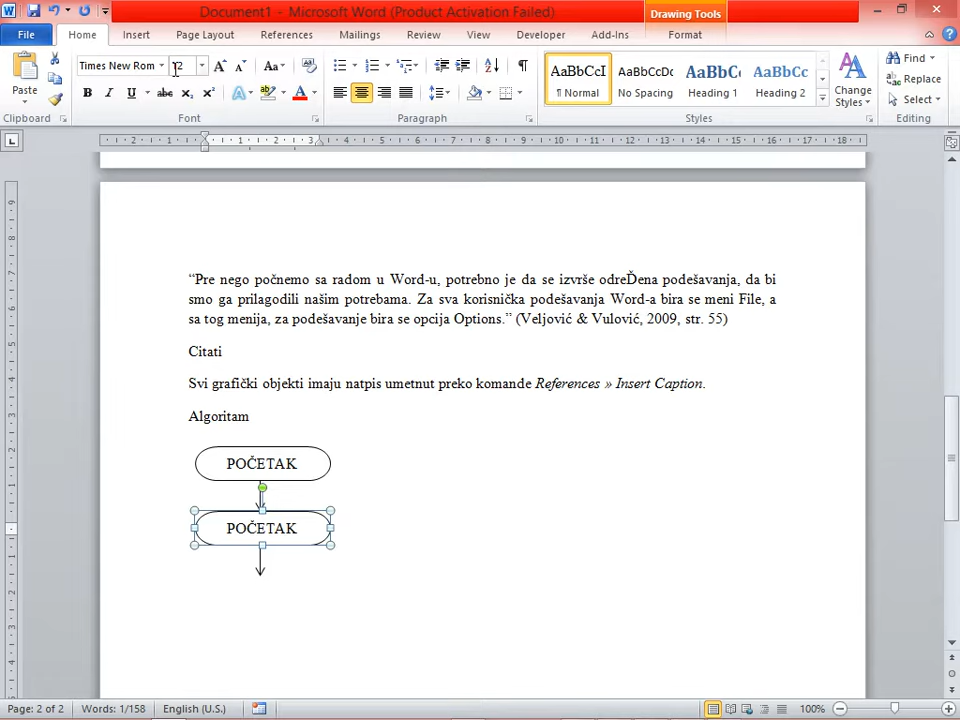 Document1 - Microsoft Word (Product Activation Failed)
Drawing Tools
File Home Insert Page Layout References Mailings Review View Developer Add-Ins Format
Paste
Times New Rom 12
AaBbCcI AaBbCcDc AaBbC AaBbCc
¶ Normal No Spacing Heading 1 Heading 2
Change Styles
Find
Replace
Select
Clipboard Font Paragraph Styles Editing
“Pre nego počnemo sa radom u Word-u, potrebno je da se izvrše odreĎena podešavanja, da bi
smo ga prilagodili našim potrebama. Za sva korisnička podešavanja Word-a bira se meni File, a
sa tog menija, za podešavanje bira se opcija Options.” (Veljović & Vulović, 2009, str. 55)
Citati
Svi grafički objekti imaju natpis umetnut preko komande References » Insert Caption.
Algoritam
POČETAK
POČETAK
Page: 2 of 2 Words: 1/158 English (U.S.) 100%